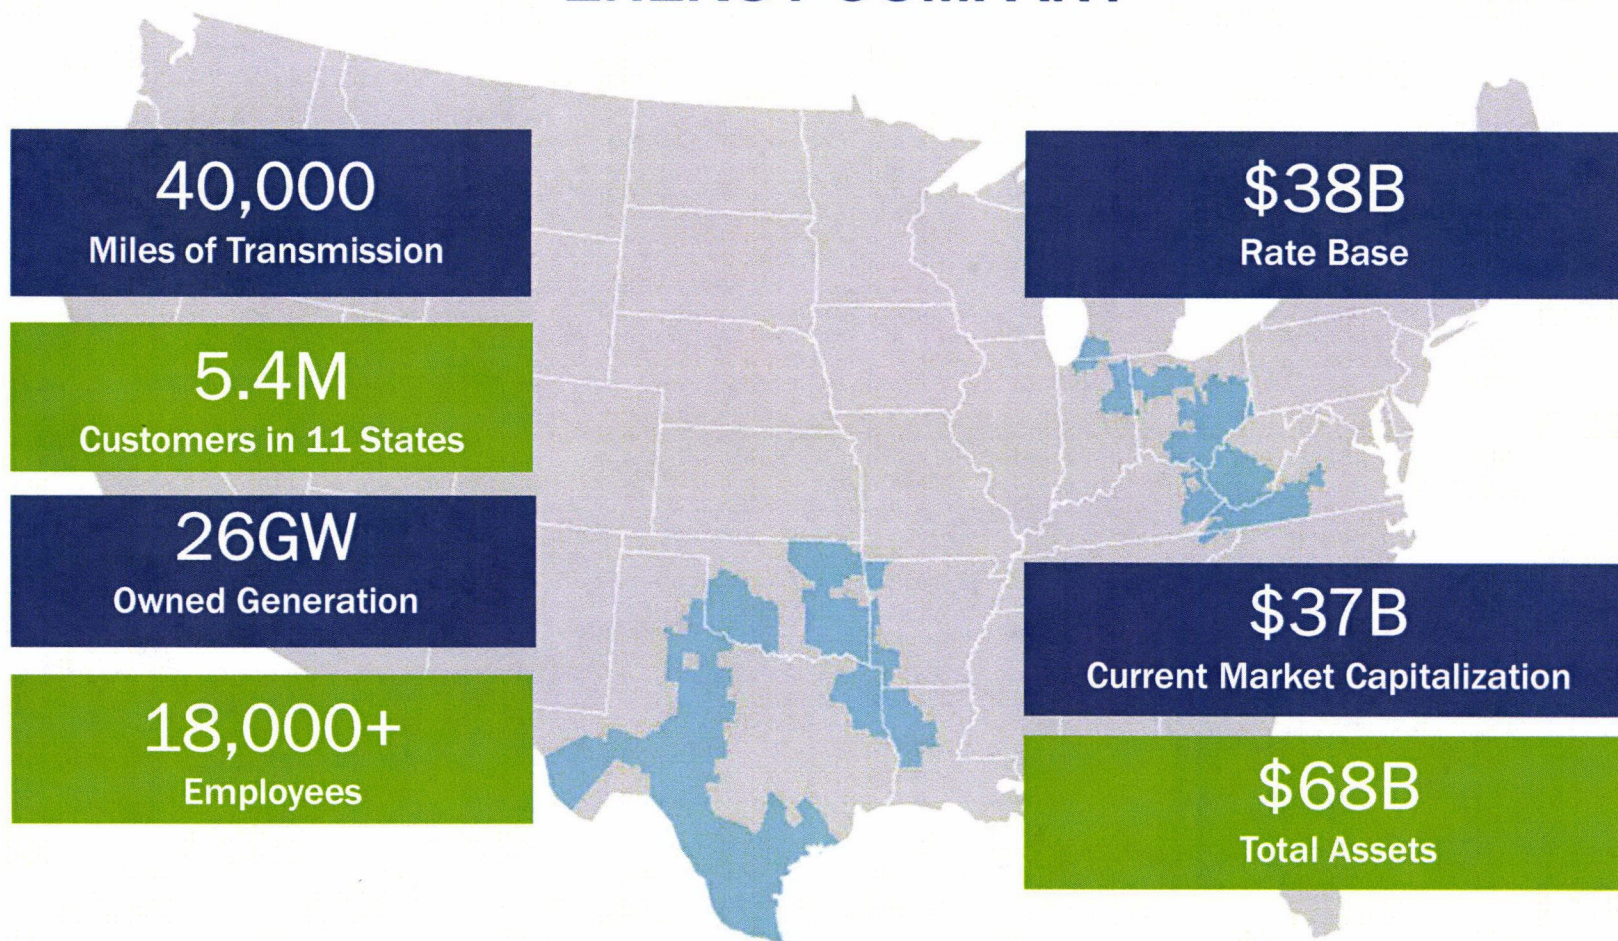 40,000
Miles of Transmission
5.4M
Customers in 11 States
26GW
Owned Generation
18,000+
Employees
$38B
Rate Base
$37B
Current Market Capitalization
$68B
Total Assets